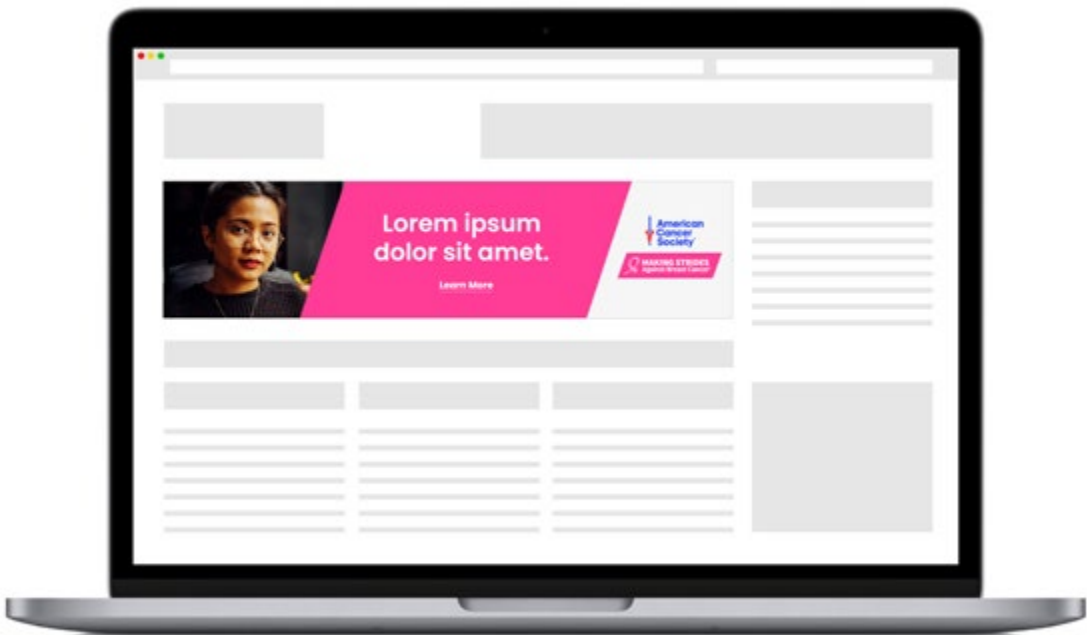 Lorem ipsum
dolor sit amet.
Learn More
American
Cancer
Society
MAKING STRIDES
Against Breast Cancer